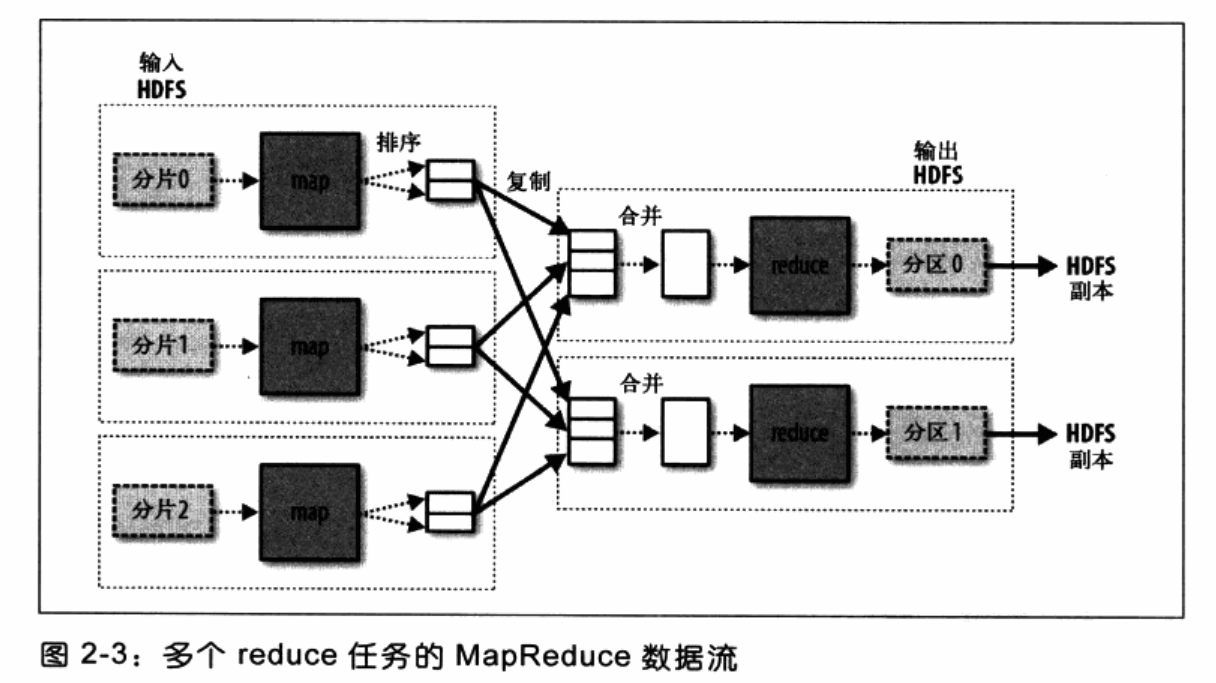 输入
HDFS
分片0
map
排序
复制
分片1
map
分片2
map
输出
HDFS
合并
reduce
分区0
HDFS
副本
合并
reduce
分区1
HDFS
副本
图 2-3：多个 reduce 任务的 MapReduce 数据流